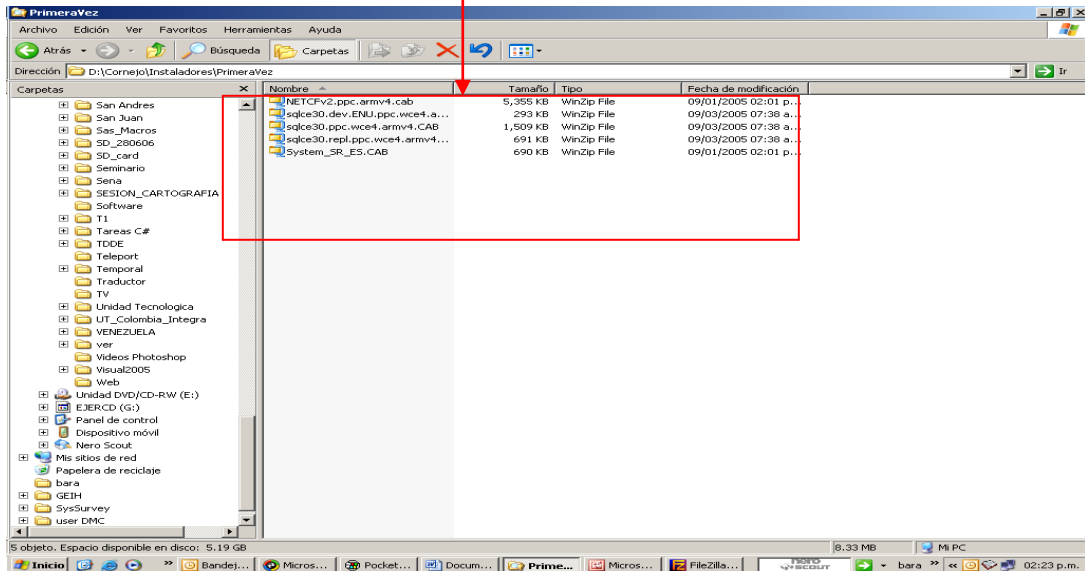 PrimeraVez
Archivo Edición Ver Favoritos Herramientas Ayuda
Atrás Búsqueda Carpetas
Dirección D:\Cornejo\Instaladores\PrimeraVez Ir
Carpetas
San Andres
San Juan
Sas_Macros
SD_280606
SD_card
Seminario
Sena
SESION_CARTOGRAFIA
Software
T1
Tareas C#
TDDE
Teleport
Temporal
Traductor
TV
Unidad Tecnologica
UT_Colombia_Integra
VENEZUELA
ver
Videos Photoshop
Visual2005
Web
Unidad DVD/CD-RW (E:)
EJERCD (G:)
Panel de control
Dispositivo móvil
Nero Scout
Mis sitios de red
Papelera de reciclaje
bara
GEIH
SysSurvey
user DMC
Nombre Tamaño Tipo Fecha de modificación
NETCFv2.ppc.armv4.cab 5,355 KB WinZip File 09/01/2005 02:01 p...
sqlce30.dev.ENU.ppc.wce4.a... 293 KB WinZip File 09/03/2005 07:38 a...
sqlce30.ppc.wce4.armv4.CAB 1,509 KB WinZip File 09/03/2005 07:38 a...
sqlce30.repl.ppc.wce4.armv4... 691 KB WinZip File 09/03/2005 07:38 a...
System_SR_ES.CAB 690 KB WinZip File 09/01/2005 02:01 p...
5 objeto. Espacio disponible en disco: 5.19 GB 8.33 MB Mi PC
Inicio » Bandej... Micros... Pocket... Docum... Prime... Micros... FileZilla... nero scout bara » « 02:23 p.m.